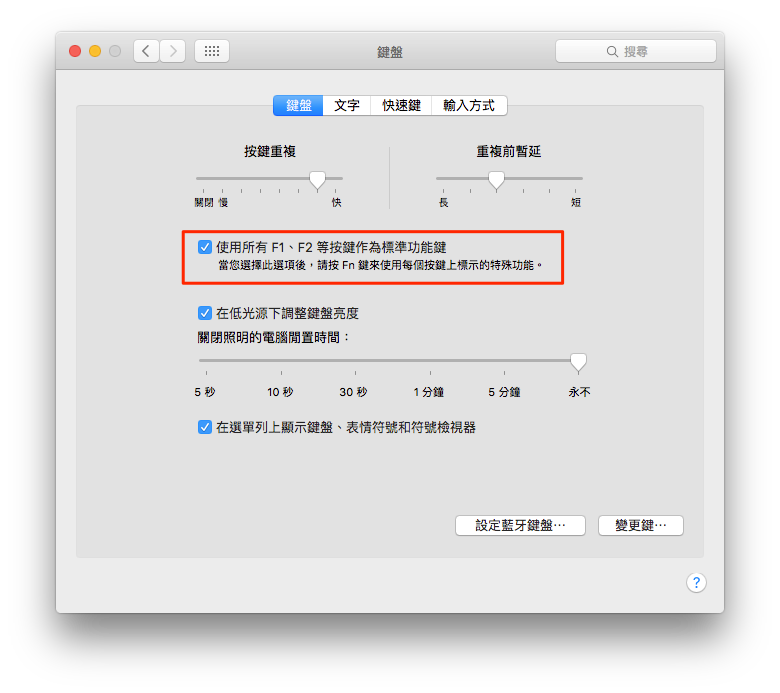 鍵盤
搜尋
鍵盤 文字 快速鍵 輸入方式
按鍵重複 重複前暫延
關閉 慢 快 長 短
使用所有 F1、F2 等按鍵作為標準功能鍵
當您選擇此選項後，請按 Fn 鍵來使用每個按鍵上標示的特殊功能。
在低光源下調整鍵盤亮度
關閉照明的電腦閒置時間：
5 秒 10 秒 30 秒 1 分鐘 5 分鐘 永不
在選單列上顯示鍵盤、表情符號和符號檢視器
設定藍牙鍵盤⋯ 變更鍵⋯
?